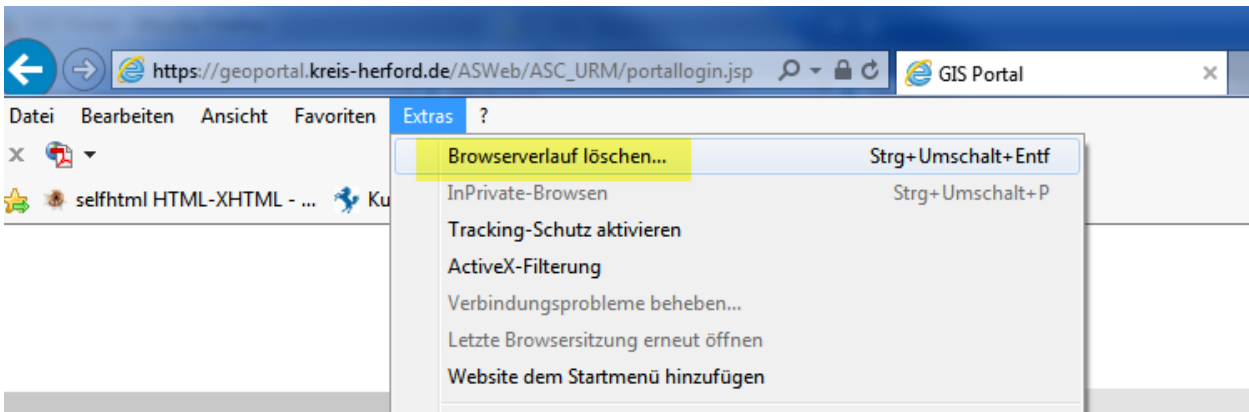 https://geoportal.kreis-herford.de/ASWeb/ASC_URM/portallogin.jsp GIS Portal
Datei Bearbeiten Ansicht Favoriten Extras ?
Browserverlauf löschen... Strg+Umschalt+Entf
selfhtml HTML-XHTML - ... Ku
InPrivate-Browsen Strg+Umschalt+P
Tracking-Schutz aktivieren
ActiveX-Filterung
Verbindungsprobleme beheben...
Letzte Browsersitzung erneut öffnen
Website dem Startmenü hinzufügen